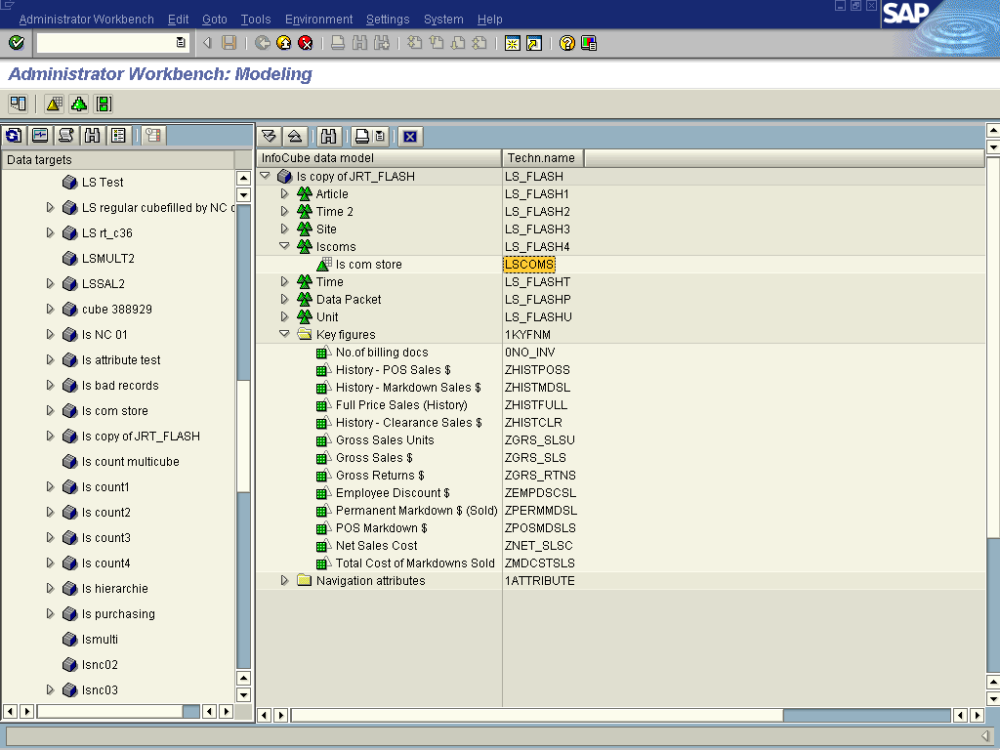 Administrator Workbench Edit Goto Tools Environment Settings System Help
SAP
Administrator Workbench: Modeling
Data targets
LS Test
LS regular cubefilled by NC
LS rt_c36
LSMULT2
LSSAL2
cube 388929
ls NC 01
ls attribute test
ls bad records
ls com store
ls copy of JRT_FLASH
ls count multicube
ls count1
ls count2
ls count3
ls count4
ls hierarchie
ls purchasing
lsmulti
lsnc02
lsnc03
InfoCube data model Techn.name
ls copy of JRT_FLASH LS_FLASH
Article LS_FLASH1
Time 2 LS_FLASH2
Site LS_FLASH3
lscoms LS_FLASH4
ls com store LSCOMS
Time LS_FLASHT
Data Packet LS_FLASHP
Unit LS_FLASHU
Key figures 1KYFNM
No.of billing docs 0NO_INV
History - POS Sales $ ZHISTPOSS
History - Markdown Sales $ ZHISTMDSL
Full Price Sales (History) ZHISTFULL
History - Clearance Sales $ ZHISTCLR
Gross Sales Units ZGRS_SLSU
Gross Sales $ ZGRS_SLS
Gross Returns $ ZGRS_RTNS
Employee Discount $ ZEMPDSCSL
Permanent Markdown $ (Sold) ZPERMMDSL
POS Markdown $ ZPOSMDSLS
Net Sales Cost ZNET_SLSC
Total Cost of Markdowns Sold ZMDCSTSLS
Navigation attributes 1ATTRIBUTE